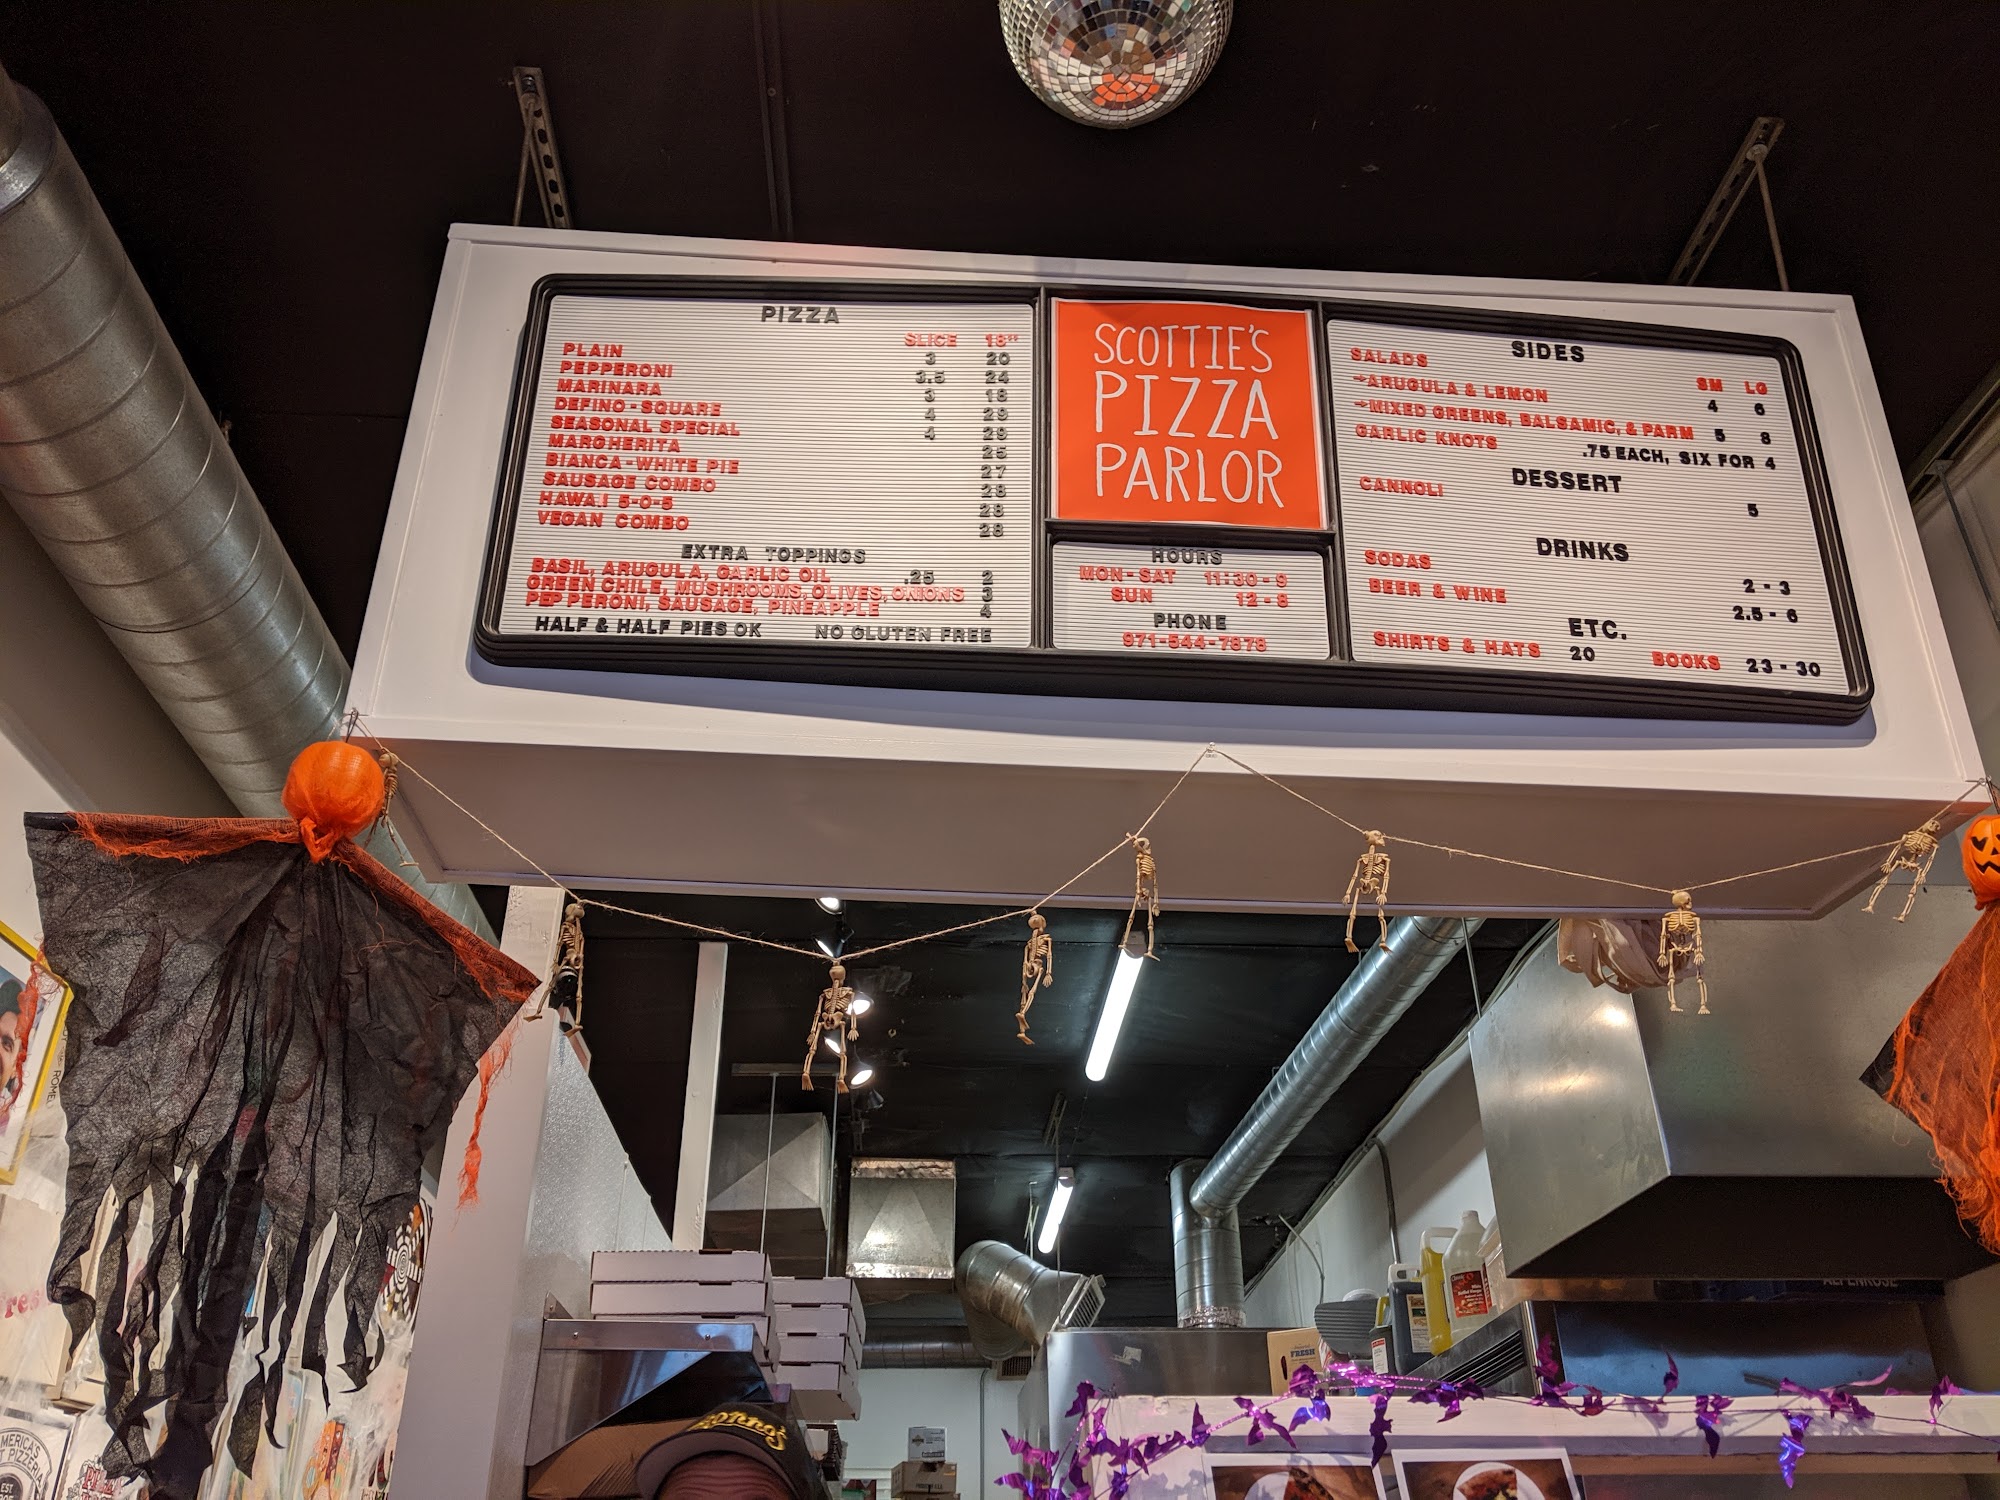 PIZZA
SLICE 18"
PLAIN 3 20
PEPPERONI 3.5 24
MARINARA 3 18
DEFINO-SQUARE 4 29
SEASONAL SPECIAL 4 29
MARGHERITA 25
BIANCA-WHITE PIE 27
SAUSAGE COMBO 28
HAWA.I 5-0-5 28
VEGAN COMBO 28
EXTRA TOPPINGS
BASIL, ARUGULA, GARLIC OIL .25 2
GREEN CHILE, MUSHROOMS, OLIVES, ONIONS 3
PEPPERONI, SAUSAGE, PINEAPPLE 4
HALF & HALF PIES OK NO GLUTEN FREE
SCOTTIE'S
PIZZA
PARLOR
HOURS
MON-SAT 11:30-9
SUN 12-8
PHONE
971-544-7878
SIDES
SALADS SM LG
→ARUGULA & LEMON 4 6
→MIXED GREENS, BALSAMIC, & PARM 5 8
GARLIC KNOTS .75 EACH, SIX FOR 4
DESSERT
CANNOLI 5
DRINKS
SODAS 2-3
BEER & WINE 2.5-6
ETC.
SHIRTS & HATS 20 BOOKS 23-30
ALPENROSE
FRESH